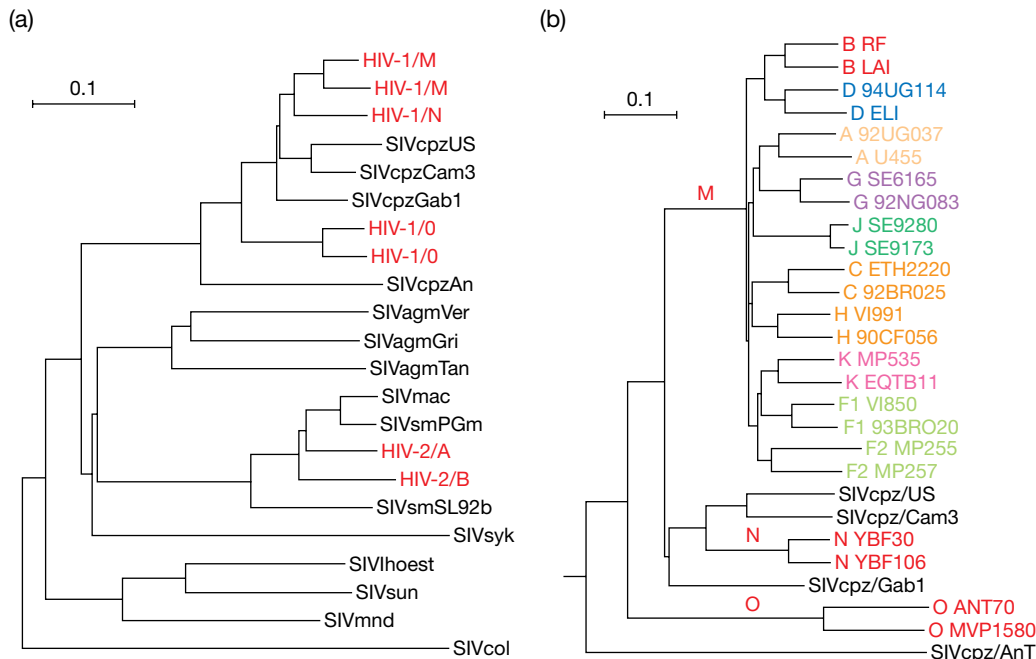 (a)
0.1
HIV-1/M
HIV-1/M
HIV-1/N
SIVcpzUS
SIVcpzCam3
SIVcpzGab1
HIV-1/0
HIV-1/0
SIVcpzAn
SIVagmVer
SIVagmGri
SIVagmTan
SIVmac
SIVsmPGm
HIV-2/A
HIV-2/B
SIVsmSL92b
SIVsyk
SIVlhoest
SIVsun
SIVmnd
SIVcol
(b)
0.1
B RF
B LAI
D 94UG114
D ELI
A 92UG037
A U455
M
G SE6165
G 92NG083
J SE9280
J SE9173
C ETH2220
C 92BR025
H VI991
H 90CF056
K MP535
K EQTB11
F1 VI850
F1 93BRO20
F2 MP255
F2 MP257
SIVcpz/US
SIVcpz/Cam3
N
N YBF30
N YBF106
SIVcpz/Gab1
O
O ANT70
O MVP1580
SIVcpz/AnT